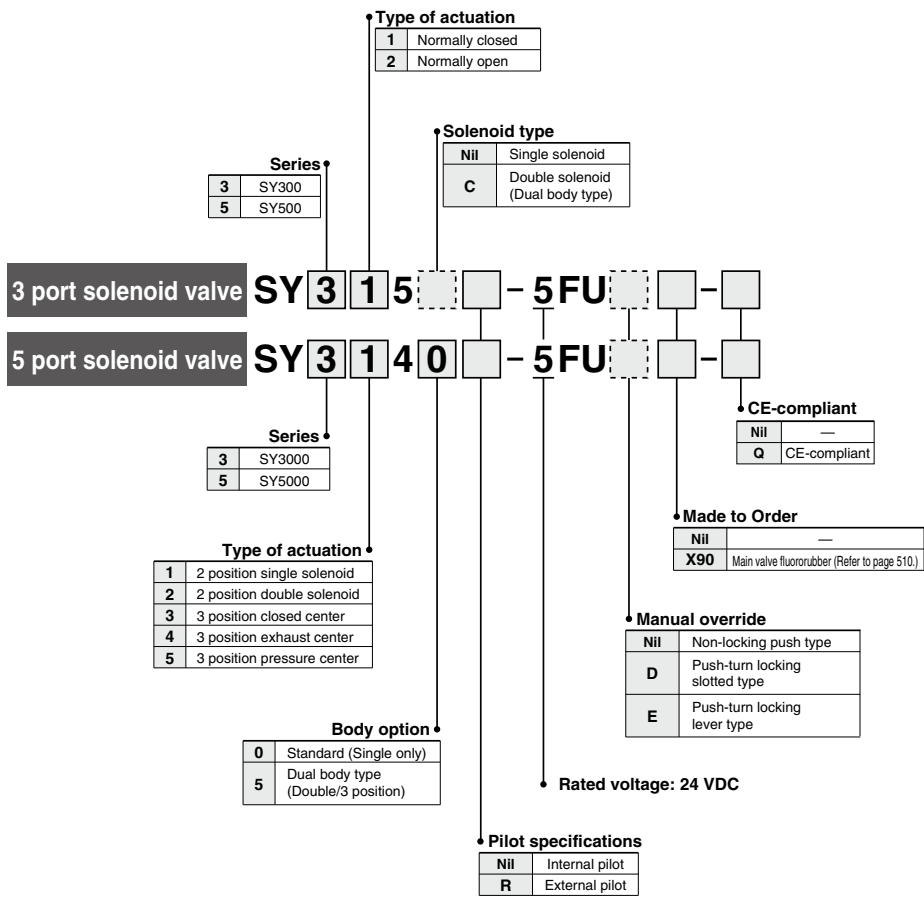 Type of actuation
1 Normally closed
2 Normally open
Solenoid type
Nil Single solenoid
C Double solenoid
(Dual body type)
Series
3 SY300
5 SY500
3 port solenoid valve SY 3 1 5 - 5 FU -
5 port solenoid valve SY 3 1 4 0 - 5 FU -
CE-compliant
Nil —
Q CE-compliant
Series
3 SY3000
5 SY5000
Made to Order
Nil —
X90 Main valve fluororubber (Refer to page 510.)
Type of actuation
1 2 position single solenoid
2 2 position double solenoid
3 3 position closed center
4 3 position exhaust center
5 3 position pressure center
Manual override
Nil Non-locking push type
D Push-turn locking
slotted type
E Push-turn locking
lever type
Body option
0 Standard (Single only)
5 Dual body type
(Double/3 position)
Rated voltage: 24 VDC
Pilot specifications
Nil Internal pilot
R External pilot